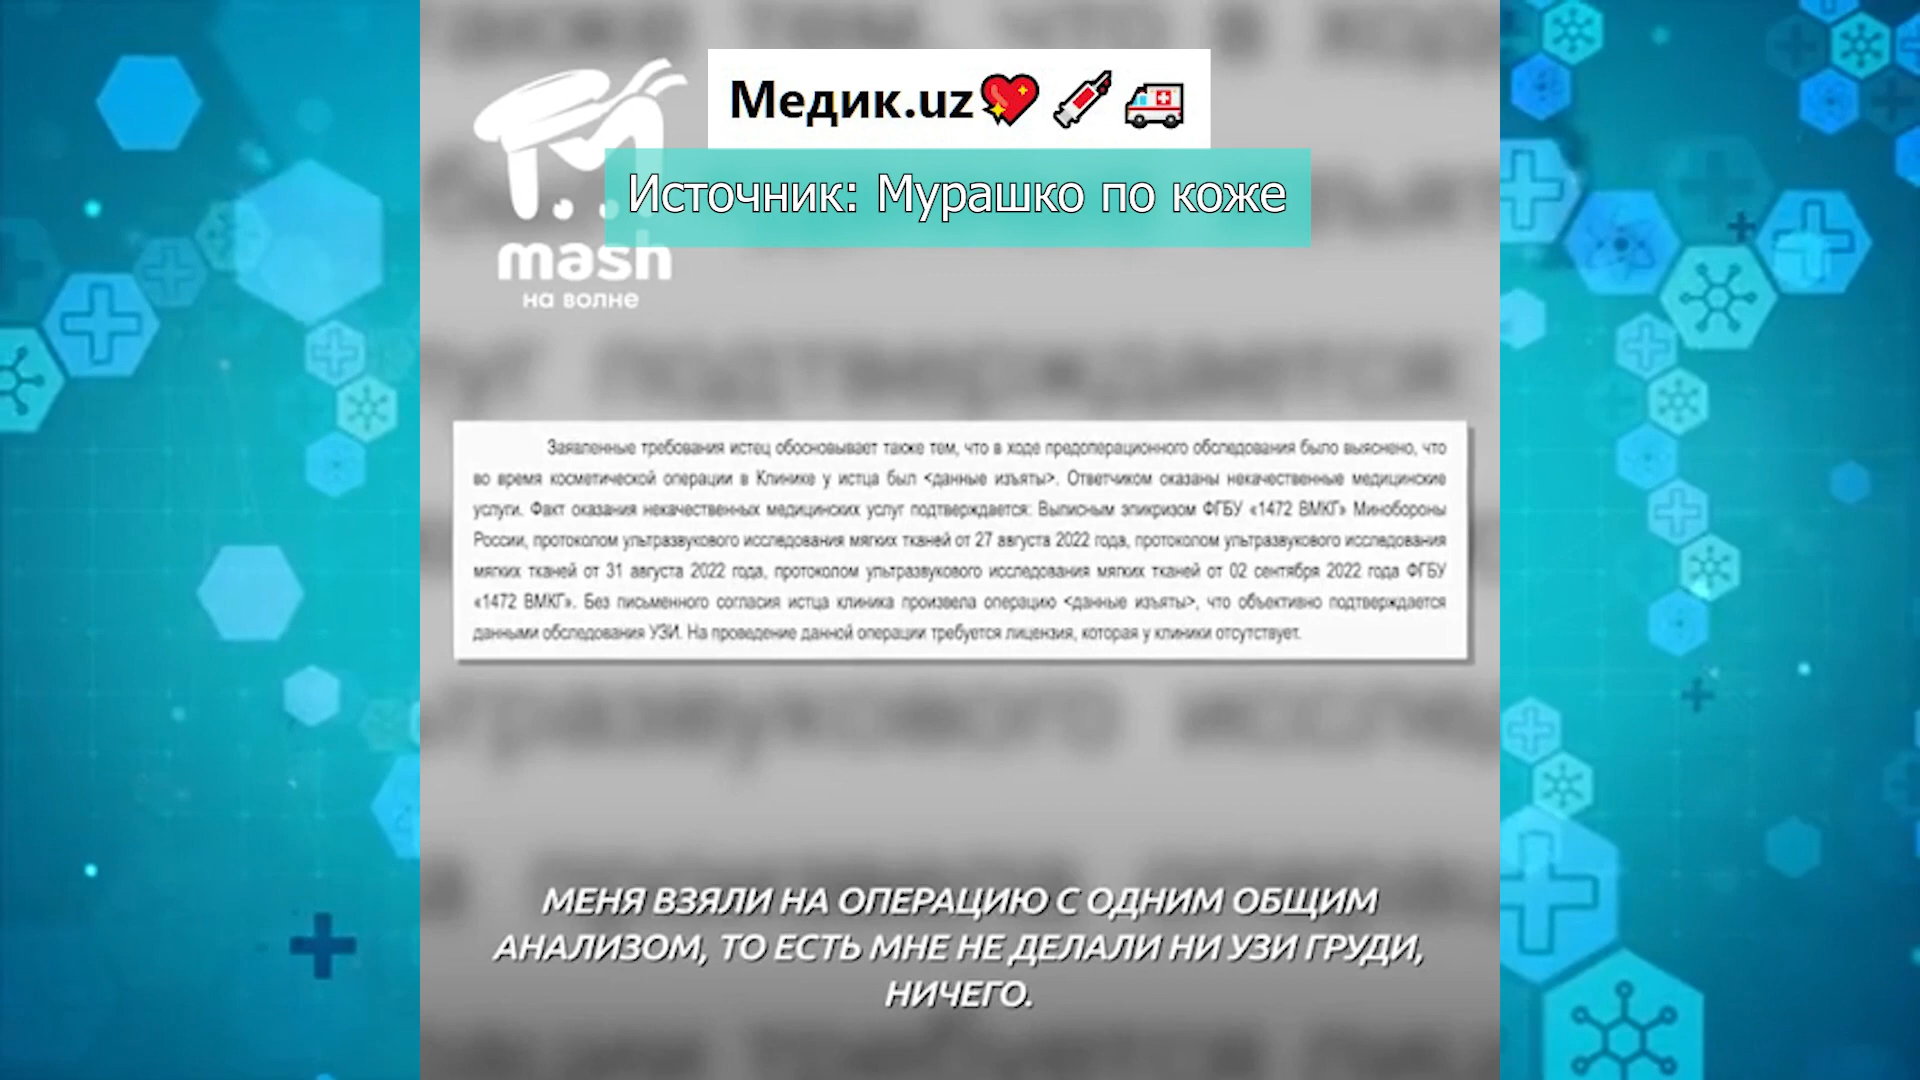 Медик.uz
Источник: Мурашко по коже
mash
на волне
подтверждается
Заявленные требования истец обосновывает также тем, что в ходе предоперационного обследования было выяснено, что
во время косметической операции в Клинике у истца был <данные изъяты>. Ответчиком оказаны некачественные медицинские
услуги. Факт оказания некачественных медицинских услуг подтверждается: Выписным эпикризом ФГБУ «1472 ВМКГ» Минобороны
России, протоколом ультразвукового исследования мягких тканей от 27 августа 2022 года, протоколом ультразвукового исследования
мягких тканей от 31 августа 2022 года, протоколом ультразвукового исследования мягких тканей от 02 сентября 2022 года ФГБУ
«1472 ВМКГ». Без письменного согласия истца клиника произвела операцию <данные изъяты>, что объективно подтверждается
данными обследования УЗИ. На проведение данной операции требуется лицензия, которая у клиники отсутствует.
МЕНЯ ВЗЯЛИ НА ОПЕРАЦИЮ С ОДНИМ ОБЩИМ
АНАЛИЗОМ, ТО ЕСТЬ МНЕ НЕ ДЕЛАЛИ НИ УЗИ ГРУДИ,
НИЧЕГО.